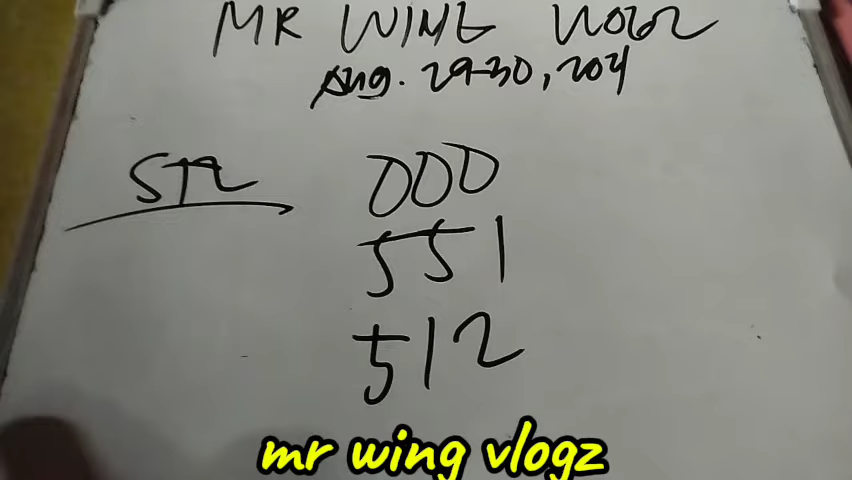 MR WING VLOGZ
Aug. 29-30, 2024
STL
000
551
512
mr wing vlogz